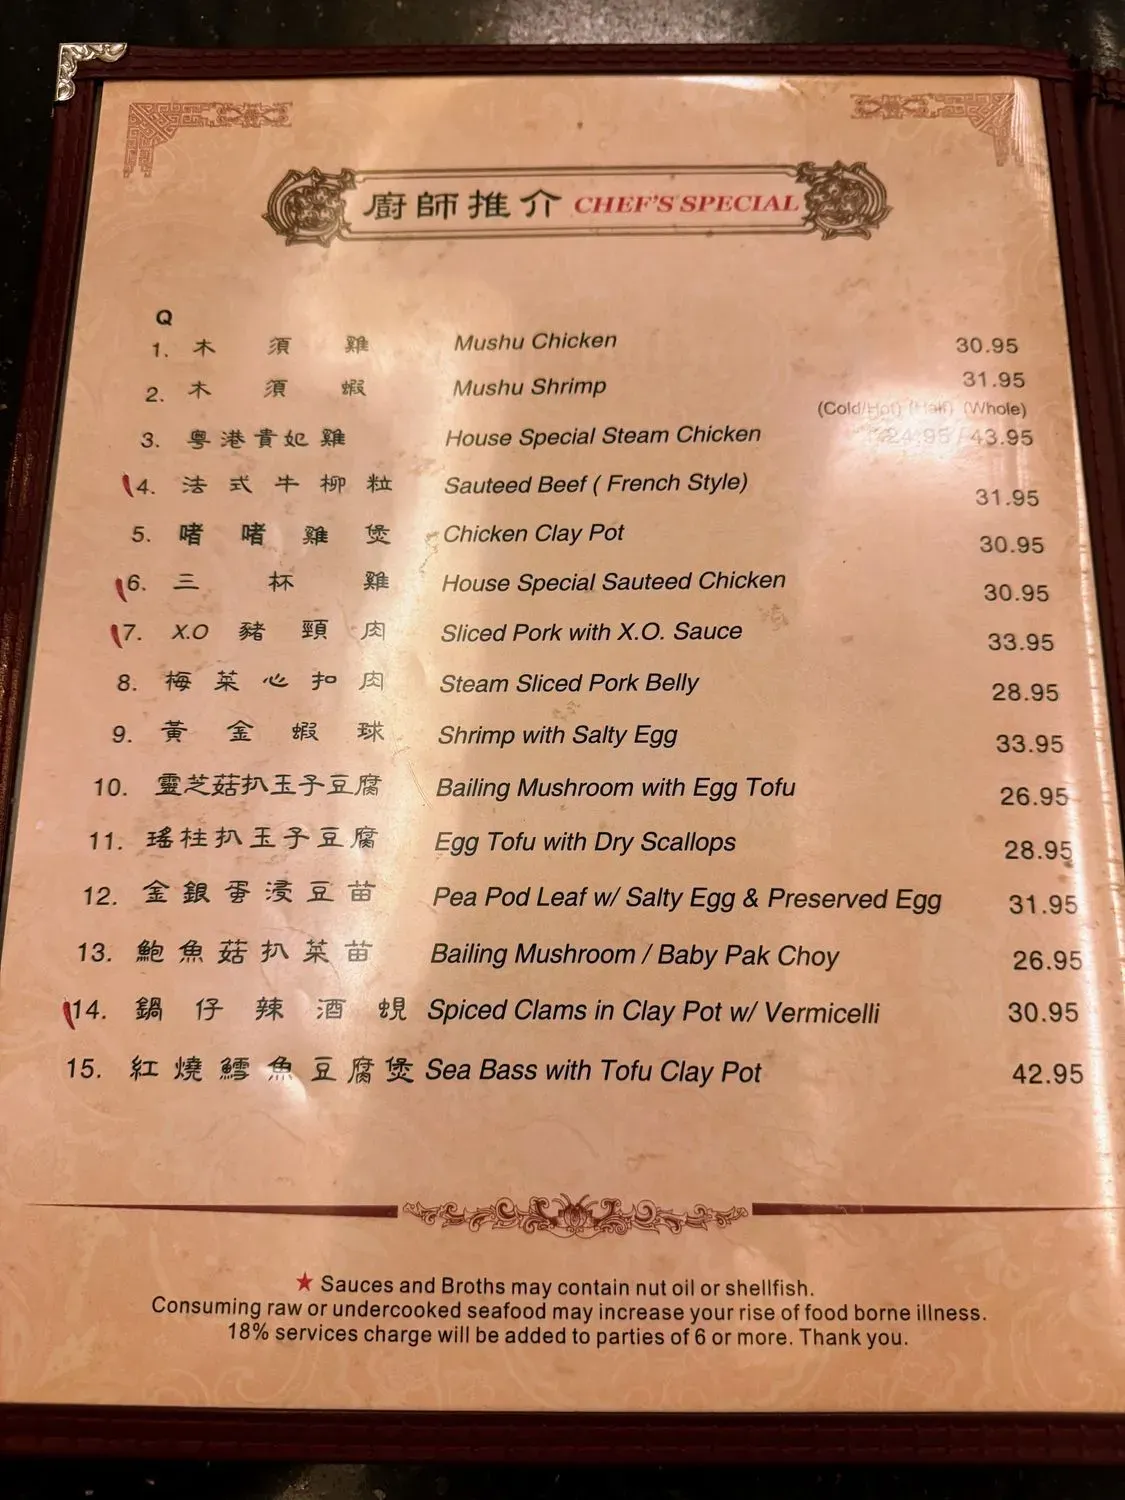 廚師推介 CHEF'S SPECIAL
Q
1. 木須雞 Mushu Chicken 30.95
2. 木須蝦 Mushu Shrimp 31.95
(Cold/Hot) (Half) (Whole)
3. 粵港貴妃雞 House Special Steam Chicken 24.95 / 43.95
4. 法式牛柳粒 Sauteed Beef ( French Style) 31.95
5. 啫啫雞煲 Chicken Clay Pot 30.95
6. 三杯雞 House Special Sauteed Chicken 30.95
7. X.O 豬頸肉 Sliced Pork with X.O. Sauce 33.95
8. 梅菜心扣肉 Steam Sliced Pork Belly 28.95
9. 黃金蝦球 Shrimp with Salty Egg 33.95
10. 靈芝菇扒玉子豆腐 Bailing Mushroom with Egg Tofu 26.95
11. 瑤柱扒玉子豆腐 Egg Tofu with Dry Scallops 28.95
12. 金銀蛋浸豆苗 Pea Pod Leaf w/ Salty Egg & Preserved Egg 31.95
13. 鮑魚菇扒菜苗 Bailing Mushroom / Baby Pak Choy 26.95
14. 鍋仔辣酒蜆 Spiced Clams in Clay Pot w/ Vermicelli 30.95
15. 紅燒鱈魚豆腐煲 Sea Bass with Tofu Clay Pot 42.95
★ Sauces and Broths may contain nut oil or shellfish.
Consuming raw or undercooked seafood may increase your rise of food borne illness.
18% services charge will be added to parties of 6 or more. Thank you.